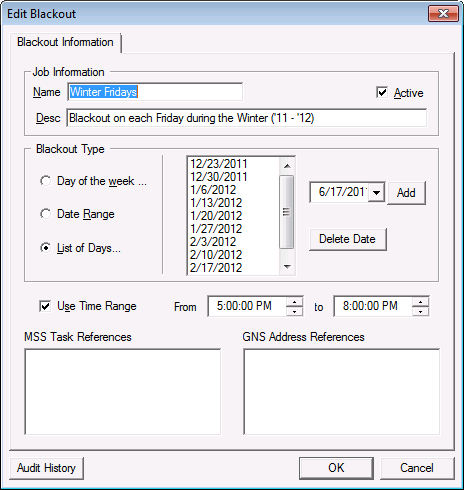 Edit Blackout
Blackout Information
Job Information
Name Winter Fridays Active
Desc Blackout on each Friday during the Winter ('11 - '12)
Blackout Type
Day of the week ...
Date Range
List of Days...
12/23/2011
12/30/2011
1/6/2012
1/13/2012
1/20/2012
1/27/2012
2/3/2012
2/10/2012
2/17/2012
6/17/201 Add
Delete Date
Use Time Range From 5:00:00 PM to 8:00:00 PM
MSS Task References GNS Address References
Audit History OK Cancel